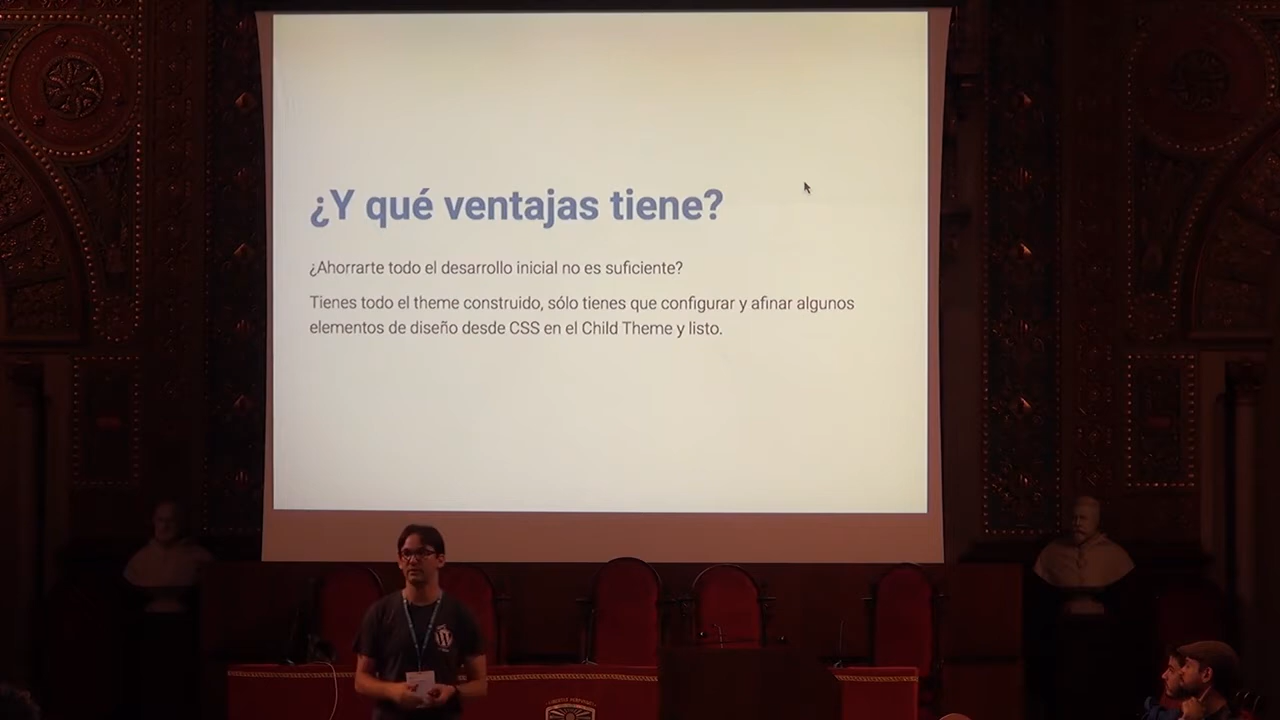 ¿Y qué ventajas tiene?
¿Ahorrarte todo el desarrollo inicial no es suficiente?
Tienes todo el theme construido, sólo tienes que configurar y afinar algunos
elementos de diseño desde CSS en el Child Theme y listo.